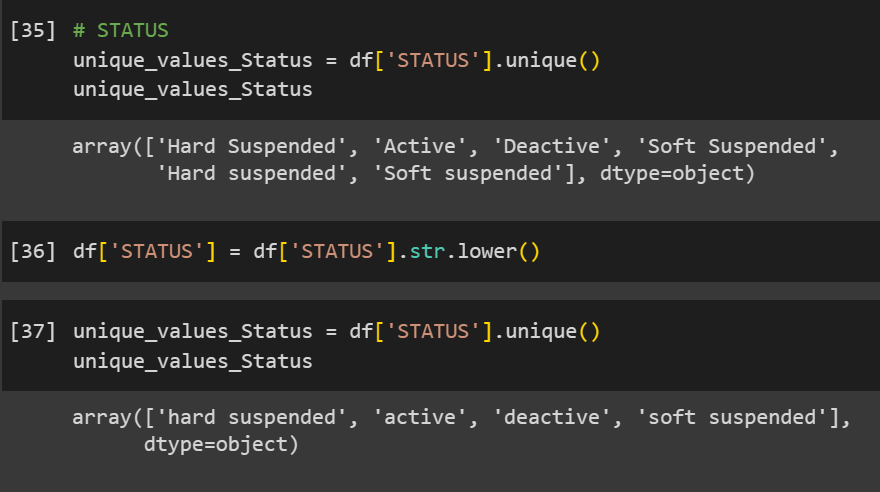 [35] # STATUS
unique_values_Status = df['STATUS'].unique()
unique_values_Status
array(['Hard Suspended', 'Active', 'Deactive', 'Soft Suspended',
'Hard suspended', 'Soft suspended'], dtype=object)
[36] df['STATUS'] = df['STATUS'].str.lower()
[37] unique_values_Status = df['STATUS'].unique()
unique_values_Status
array(['hard suspended', 'active', 'deactive', 'soft suspended'],
dtype=object)